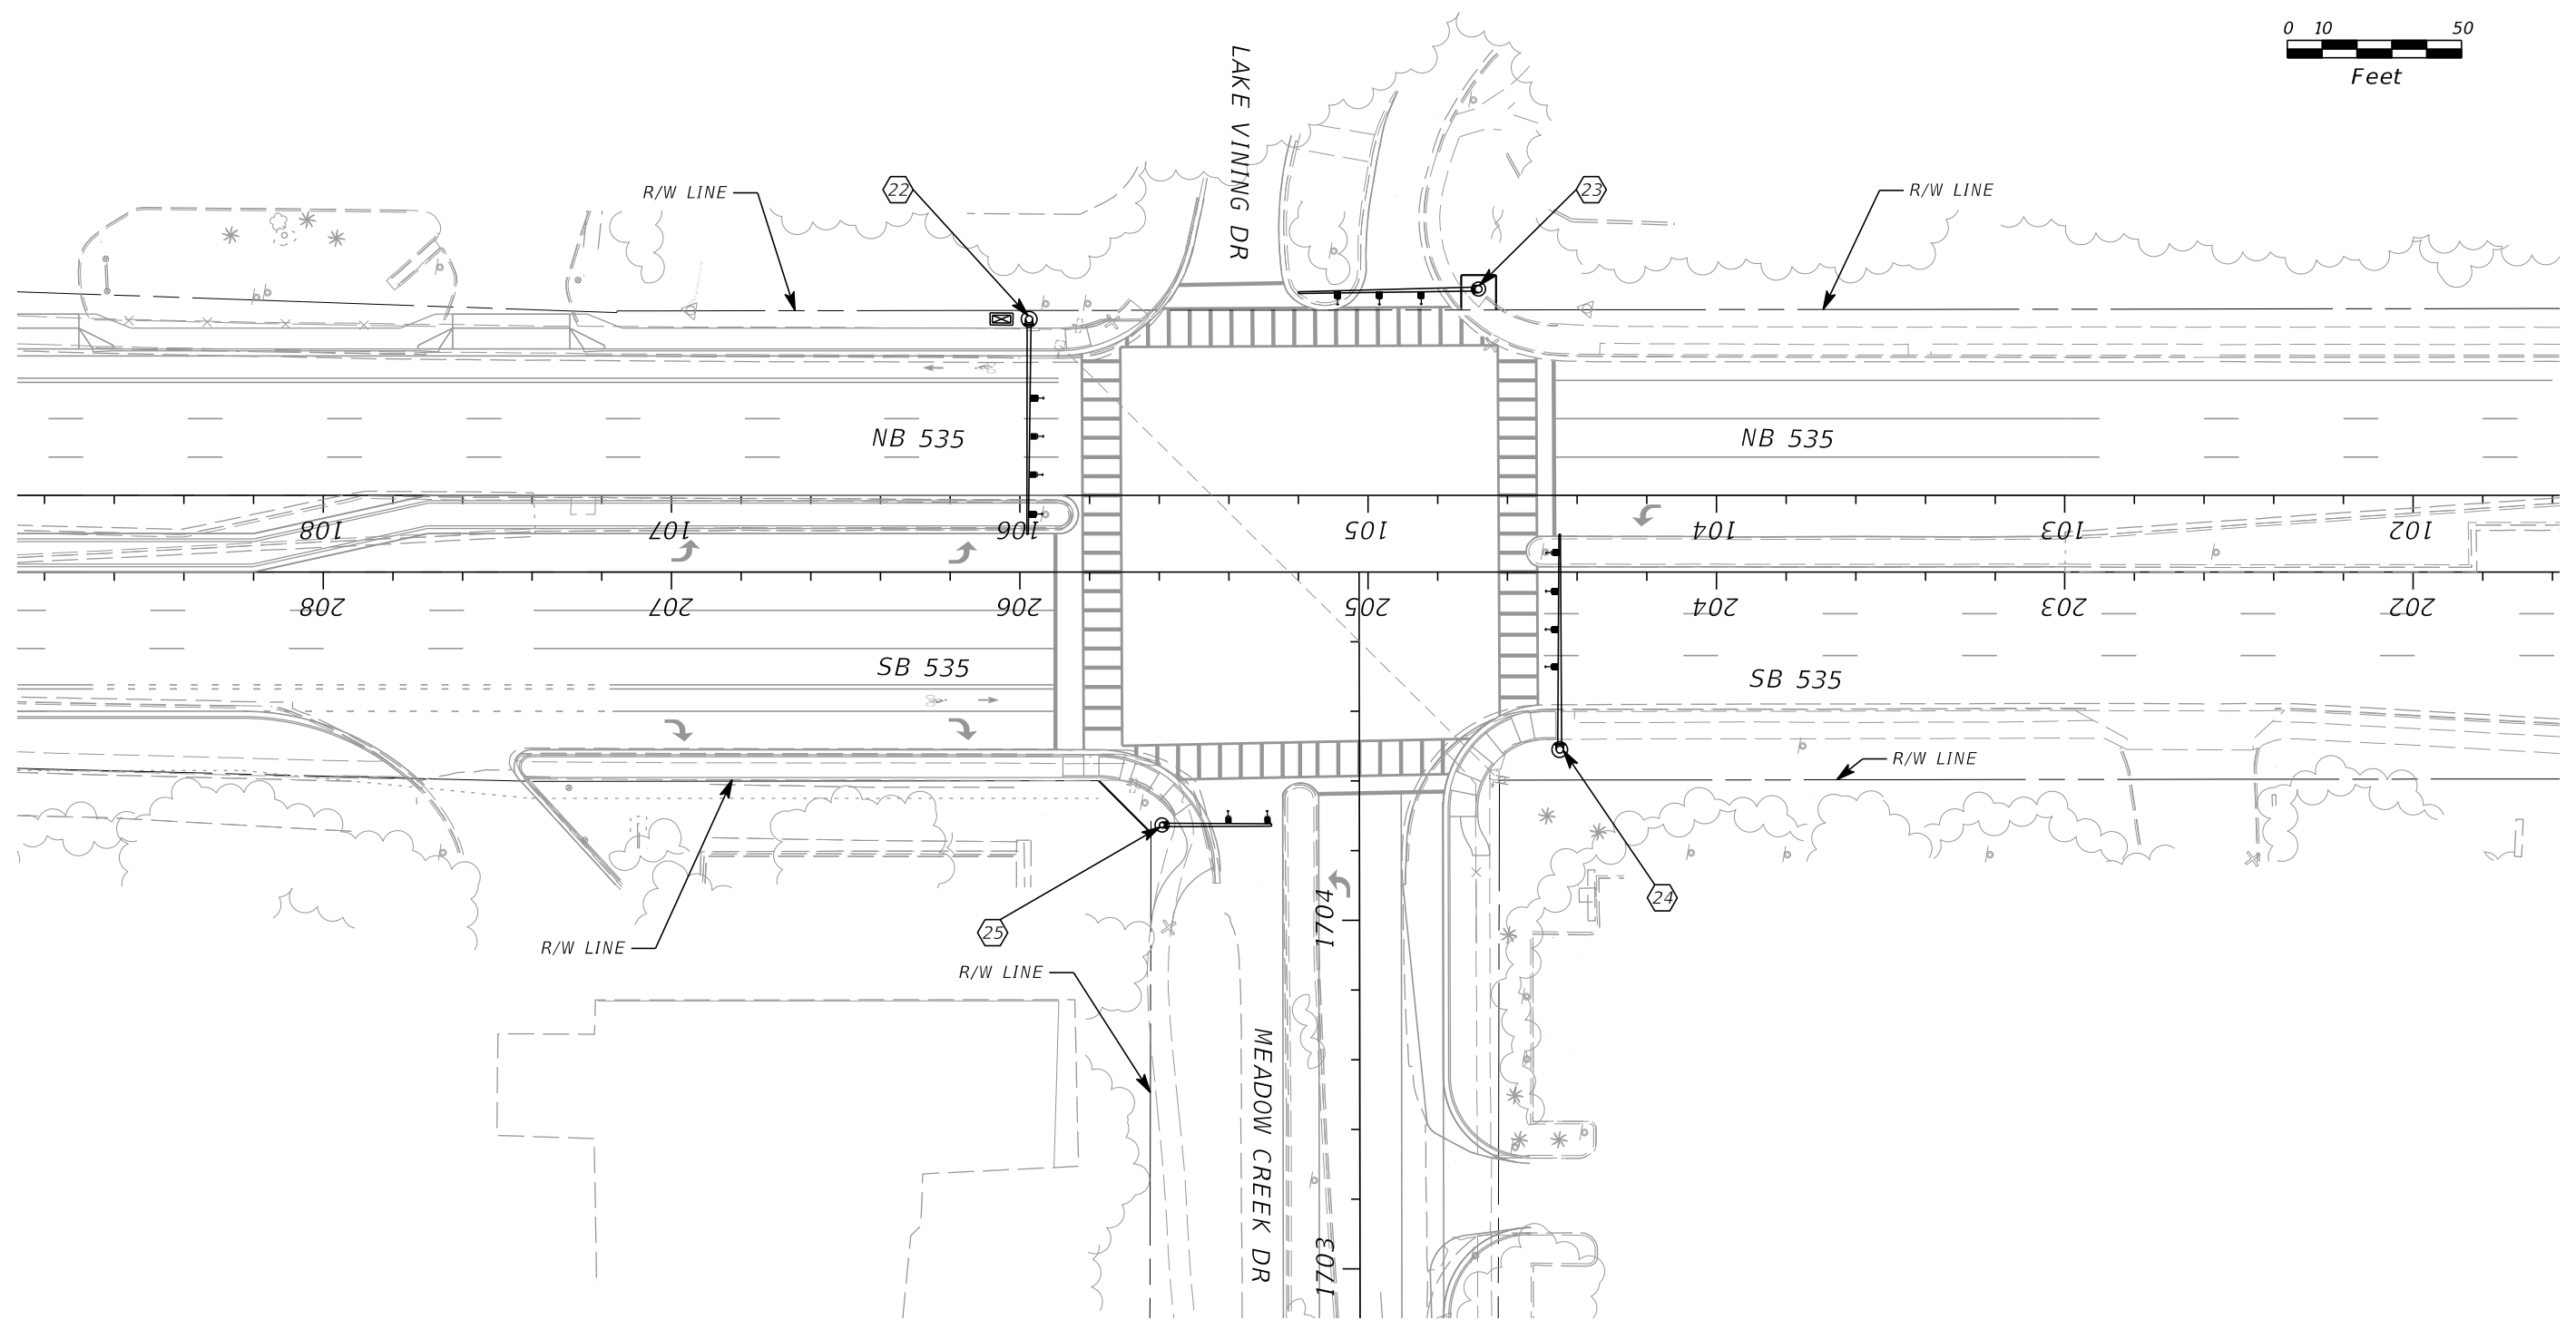 0 10 50
Feet
LAKE VINING DR
R/W LINE
22
23
R/W LINE
NB 535
NB 535
108 107 106 105 104 103 102
208 207 206 205 204 203 202
SB 535
SB 535
R/W LINE
24
1704
25
R/W LINE
R/W LINE
MEADOW CREEK DR
1703